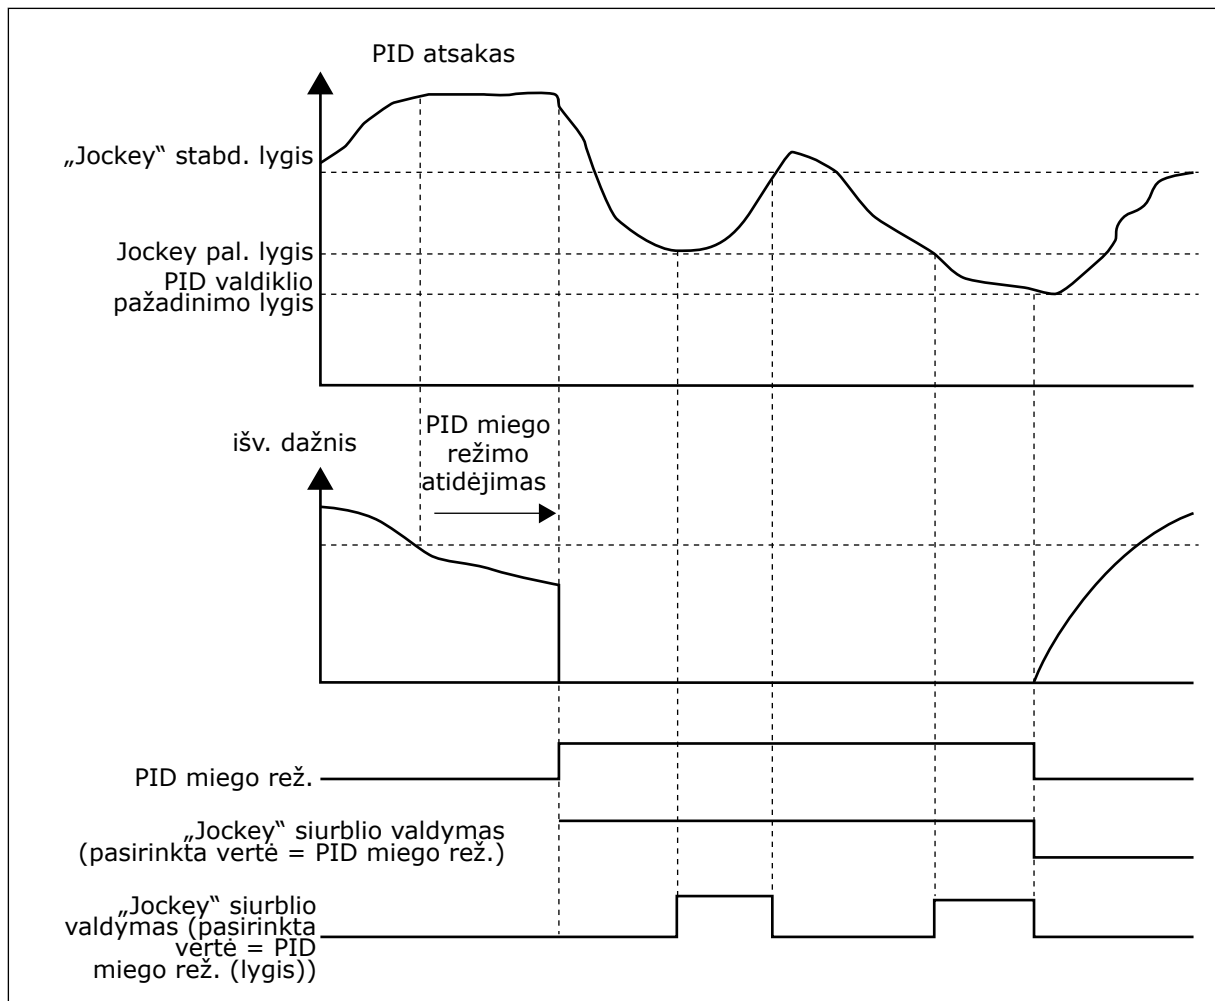 PID atsakas
„Jockey“ stabd. lygis
Jockey pal. lygis
PID valdiklio
pažadinimo lygis
išv. dažnis
PID miego
režimo
atidėjimas
PID miego rež.
„Jockey“ siurblio valdymas
(pasirinkta vertė = PID miego rež.)
„Jockey“ siurblio
valdymas (pasirinkta
vertė = PID
miego rež. (lygis))